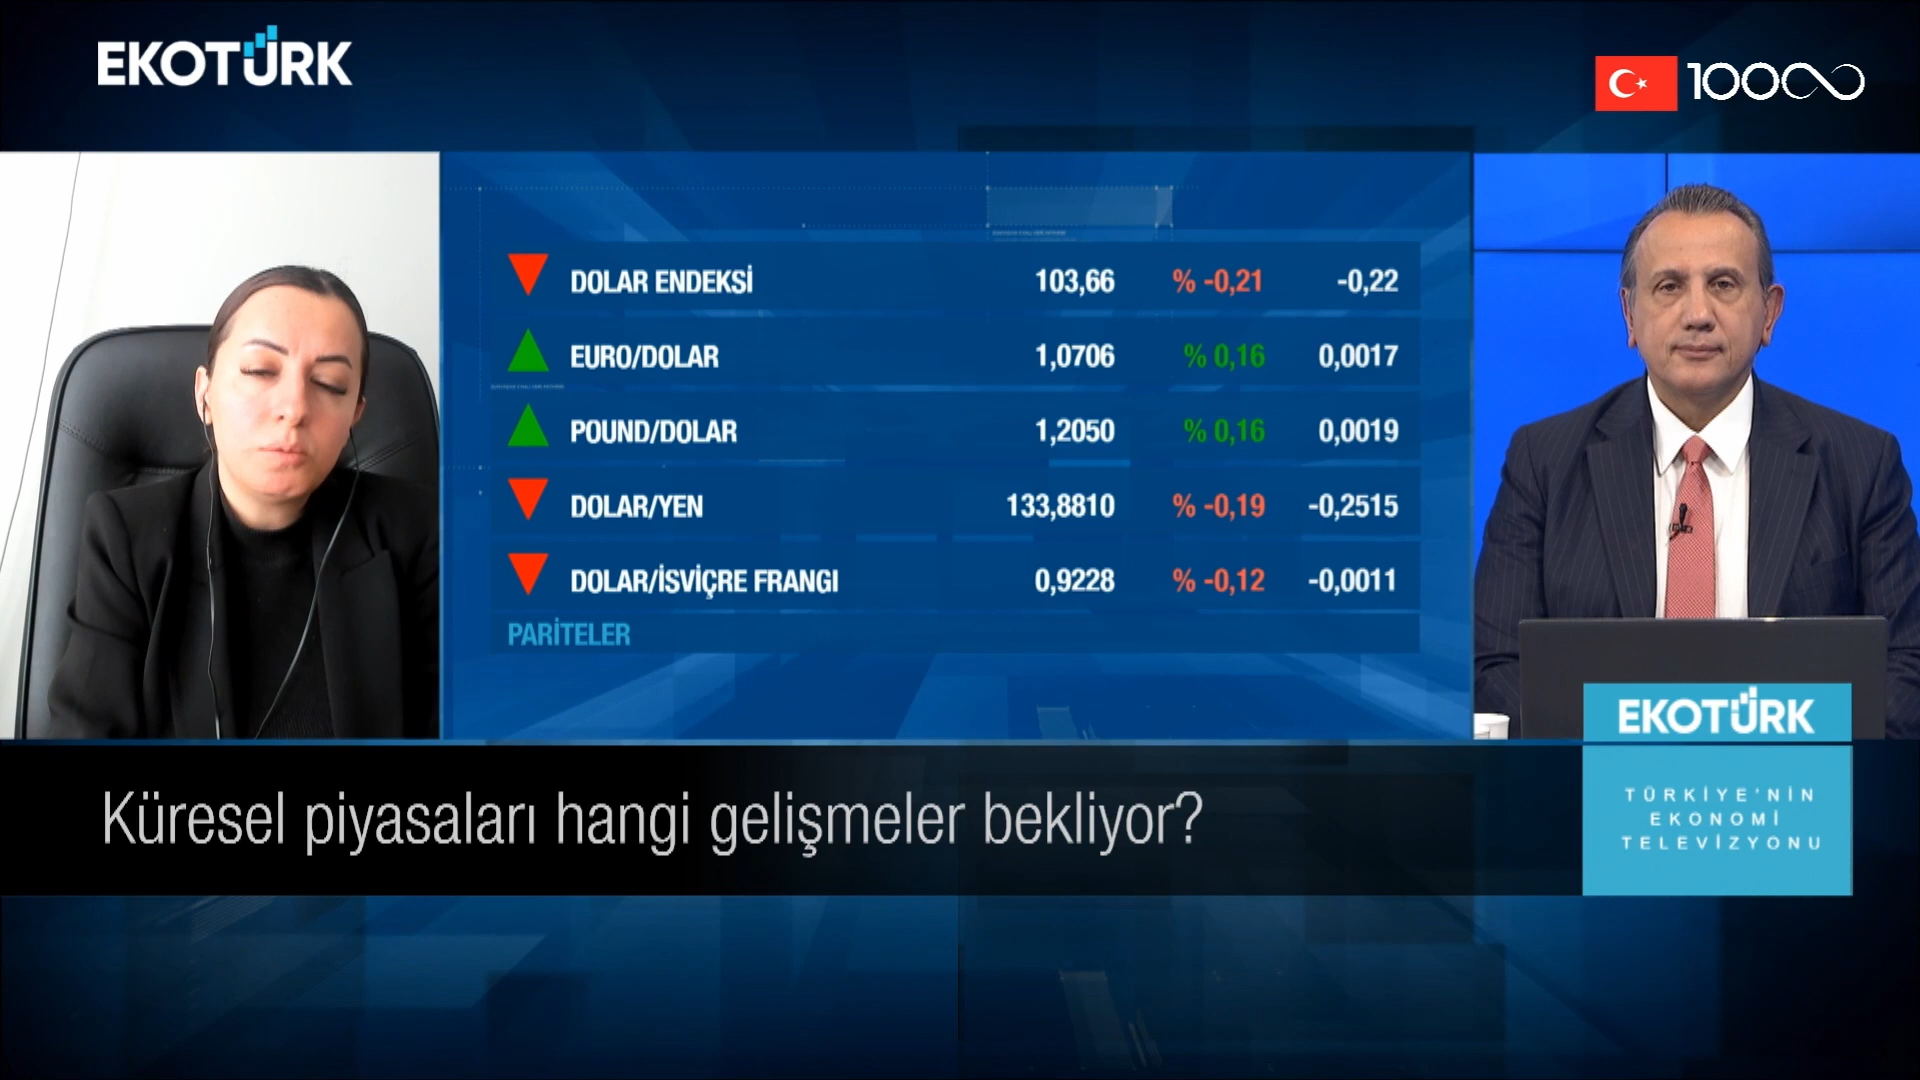 EKOTÜRK
100
DOLAR ENDEKSİ 103,66 % -0,21 -0,22
EURO/DOLAR 1,0706 % 0,16 0,0017
POUND/DOLAR 1,2050 % 0,16 0,0019
DOLAR/YEN 133,8810 % -0,19 -0,2515
DOLAR/İSVİÇRE FRANGI 0,9228 % -0,12 -0,0011
PARİTELER
EKOTÜRK
Küresel piyasaları hangi gelişmeler bekliyor?
TÜRKİYE'NİN
EKONOMİ
TELEVİZYONU